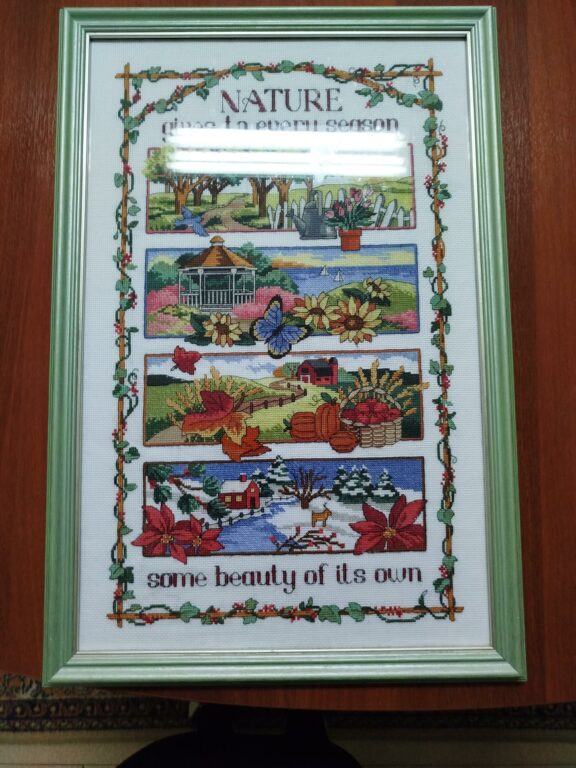 NATURE
gives to every season
some beauty of its own